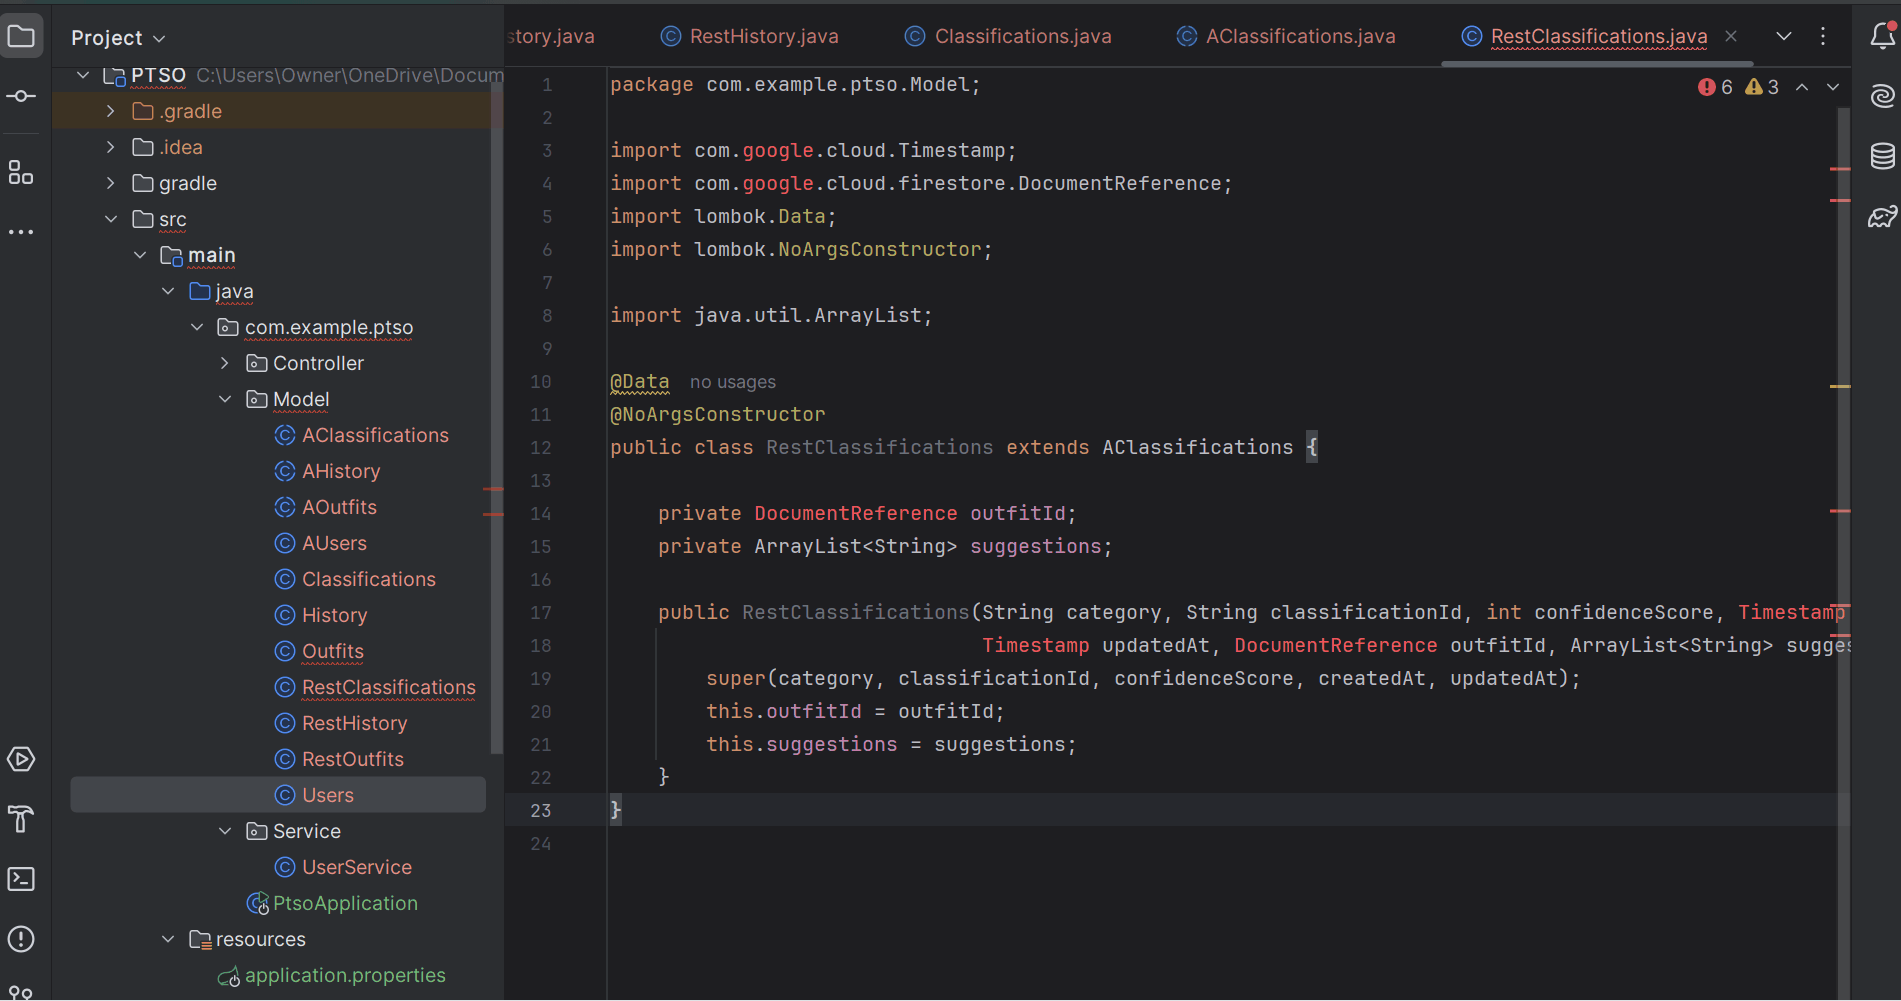 Project
story.java
RestHistory.java
Classifications.java
AClassifications.java
RestClassifications.java
PTSO C:\Users\Owner\OneDrive\Docum
.gradle
.idea
gradle
src
main
java
com.example.ptso
Controller
Model
AClassifications
AHistory
AOutfits
AUsers
Classifications
History
Outfits
RestClassifications
RestHistory
RestOutfits
Users
Service
UserService
PtsoApplication
resources
application.properties
6 3
1 package com.example.ptso.Model;
2
3 import com.google.cloud.Timestamp;
4 import com.google.cloud.firestore.DocumentReference;
5 import lombok.Data;
6 import lombok.NoArgsConstructor;
7
8 import java.util.ArrayList;
9
10 @Data no usages
11 @NoArgsConstructor
12 public class RestClassifications extends AClassifications {
13
14 private DocumentReference outfitId;
15 private ArrayList<String> suggestions;
16
17 public RestClassifications(String category, String classificationId, int confidenceScore, Timestamp
18 Timestamp updatedAt, DocumentReference outfitId, ArrayList<String> sugges
19 super(category, classificationId, confidenceScore, createdAt, updatedAt);
20 this.outfitId = outfitId;
21 this.suggestions = suggestions;
22 }
23 }
24